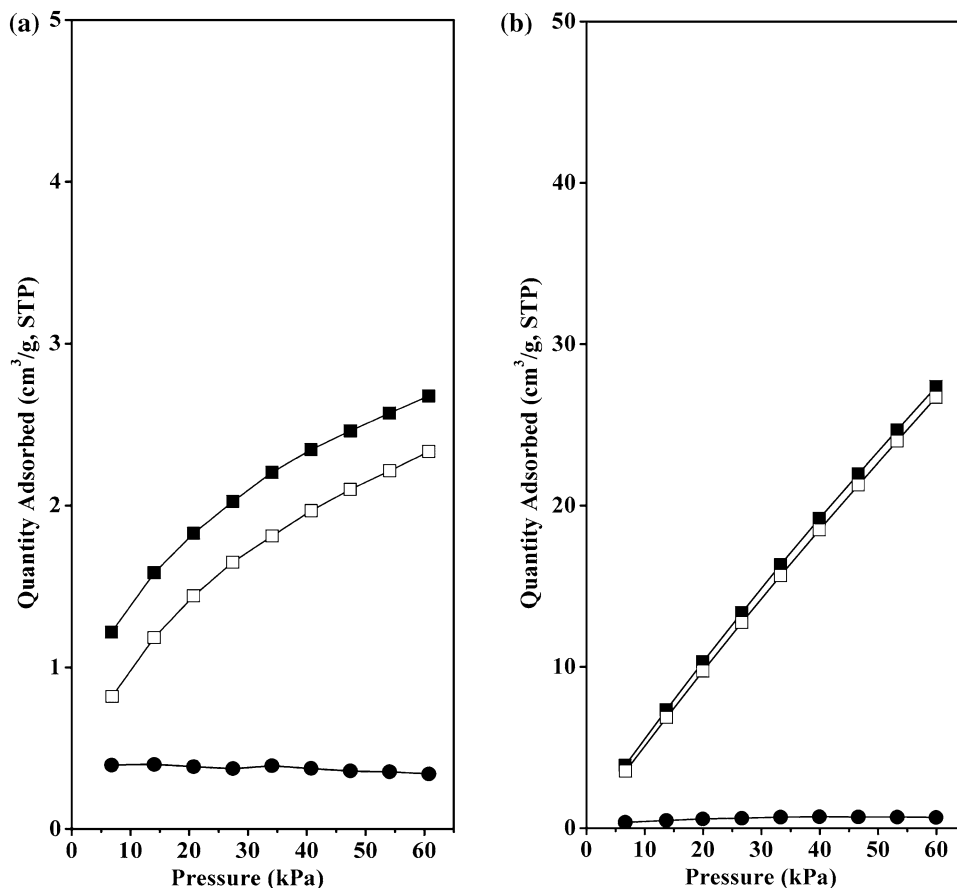 (a)
5
4
3
2
1
0
Quantity Adsorbed (cm³/g, STP)
0 10 20 30 40 50 60
Pressure (kPa)
(b)
50
40
30
20
10
0
Quantity Adsorbed (cm³/g, STP)
0 10 20 30 40 50 60
Pressure (kPa)